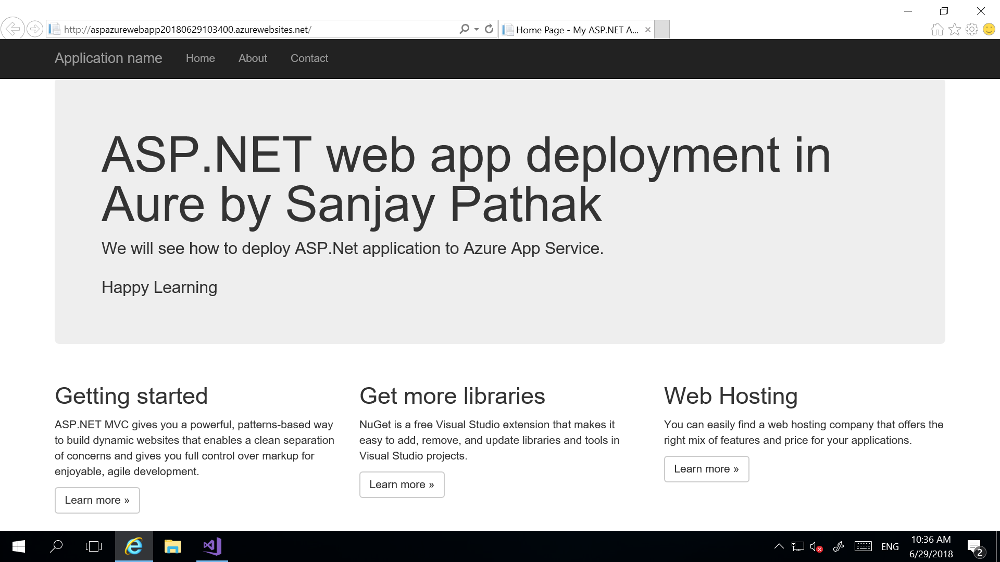 http://aspazurewebapp20180629103400.azurewebsites.net/
Home Page - My ASP.NET A...
Application name
Home
About
Contact
ASP.NET web app deployment in
Aure by Sanjay Pathak
We will see how to deploy ASP.Net application to Azure App Service.
Happy Learning
Getting started
ASP.NET MVC gives you a powerful, patterns-based way
to build dynamic websites that enables a clean separation
of concerns and gives you full control over markup for
enjoyable, agile development.
Learn more »
Get more libraries
NuGet is a free Visual Studio extension that makes it
easy to add, remove, and update libraries and tools in
Visual Studio projects.
Learn more »
Web Hosting
You can easily find a web hosting company that offers the
right mix of features and price for your applications.
Learn more »
ENG
10:36 AM
6/29/2018
2